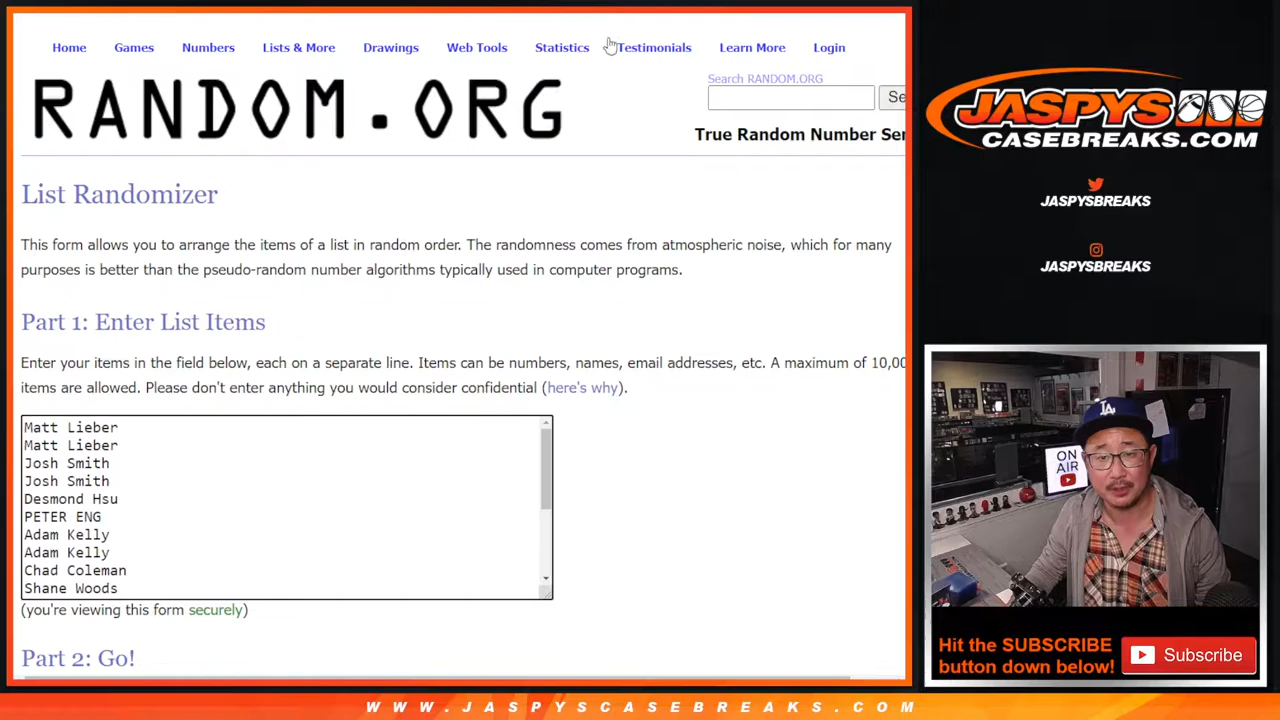 Home Games Numbers Lists & More Drawings Web Tools Statistics Testimonials Learn More Login
RANDOM.ORG
Search RANDOM.ORG
Se
True Random Number Ser
List Randomizer
This form allows you to arrange the items of a list in random order. The randomness comes from atmospheric noise, which for many
purposes is better than the pseudo-random number algorithms typically used in computer programs.
Part 1: Enter List Items
Enter your items in the field below, each on a separate line. Items can be numbers, names, email addresses, etc. A maximum of 10,00
items are allowed. Please don't enter anything you would consider confidential (here's why).
Matt Lieber
Matt Lieber
Josh Smith
Josh Smith
Desmond Hsu
PETER ENG
Adam Kelly
Adam Kelly
Chad Coleman
Shane Woods
(you're viewing this form securely)
Part 2: Go!
JASPYS
CASEBREAKS.COM
JASPYSBREAKS
JASPYSBREAKS
LA
ON
AIR
Hit the SUBSCRIBE
button down below!
Subscribe
WWW.JASPYSCASEBREAKS.COM